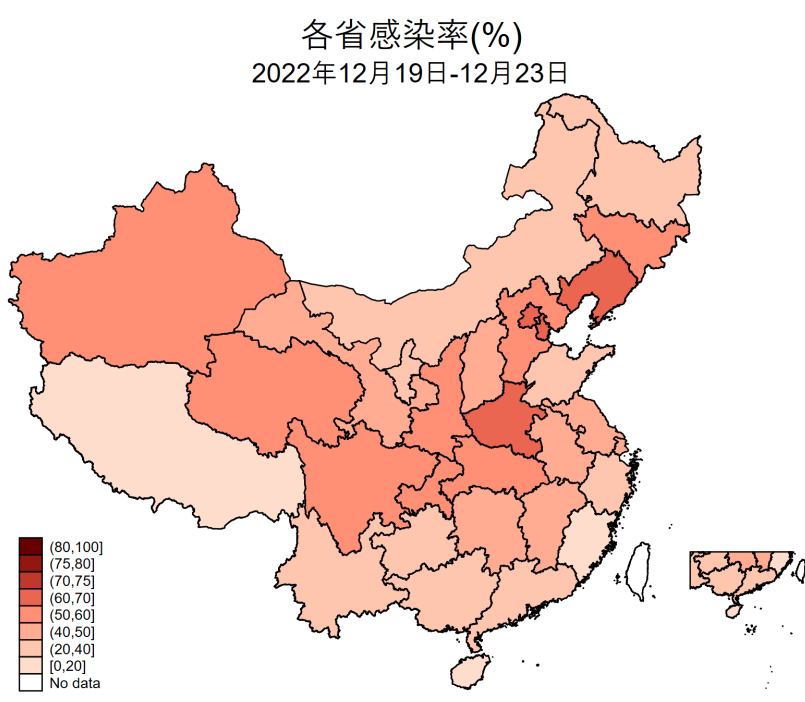 各省感染率(%)
2022年12月19日-12月23日
(80,100]
(75,80]
(70,75]
(60,70]
(50,60]
(40,50]
(20,40]
[0,20]
No data